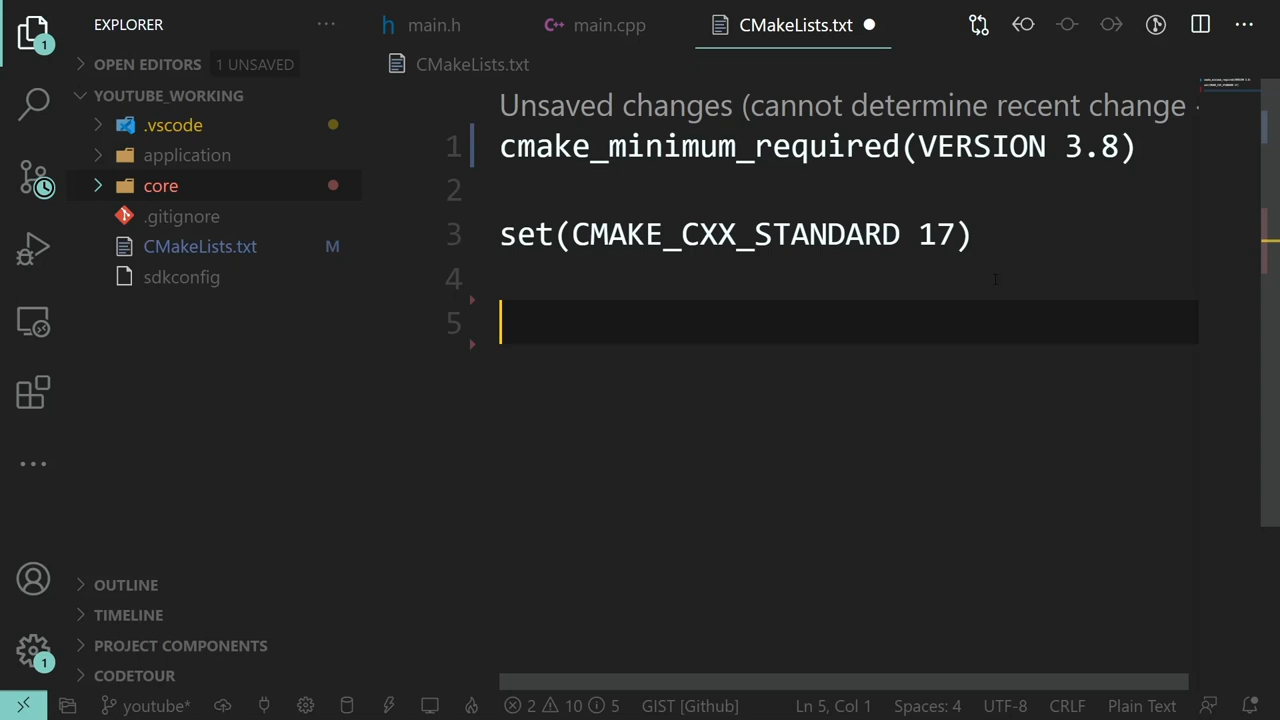 EXPLORER
main.h
main.cpp
CMakeLists.txt
OPEN EDITORS 1 UNSAVED
CMakeLists.txt
YOUTUBE_WORKING
.vscode
application
core
.gitignore
CMakeLists.txt M
sdkconfig
Unsaved changes (cannot determine recent change
1 cmake_minimum_required(VERSION 3.8)
2
3 set(CMAKE_CXX_STANDARD 17)
4
5
1
OUTLINE
TIMELINE
PROJECT COMPONENTS
CODETOUR
1
youtube* 2 10 5 GIST [Github] Ln 5, Col 1 Spaces: 4 UTF-8 CRLF Plain Text